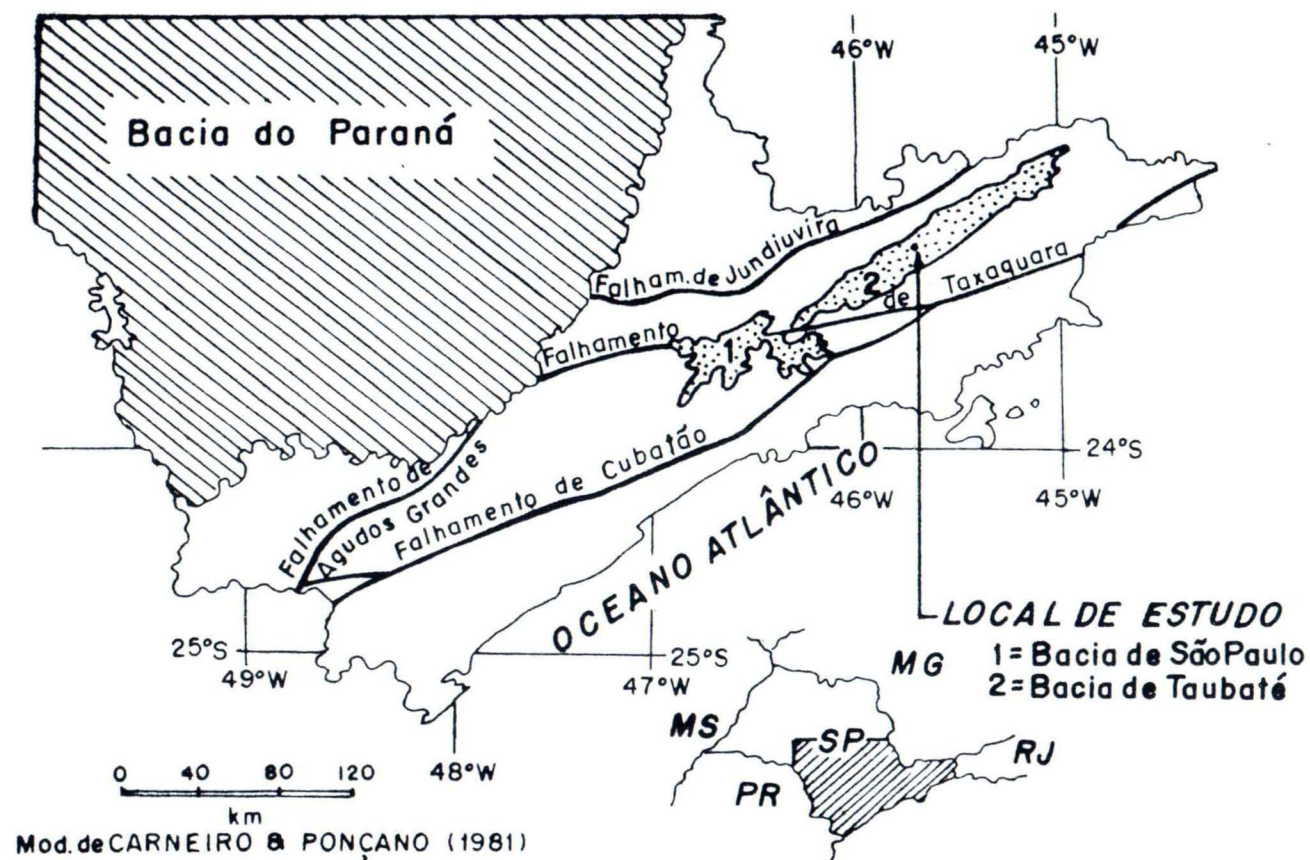 46°W
45°W
Bacia do Paraná
Falham. de Jundiuvira
2
de Taxaquara
Falhamento
1
Falhamento de
Agudos Grandes
Falhamento de Cubatão
24°S
46°W
45°W
OCEANO ATLÂNTICO
25°S
49°W
25°S
47°W
48°W
LOCAL DE ESTUDO
1 = Bacia de São Paulo
2 = Bacia de Taubaté
MG
MS
SP
RJ
PR
0 40 80 120
km
Mod. de CARNEIRO & PONÇANO (1981)